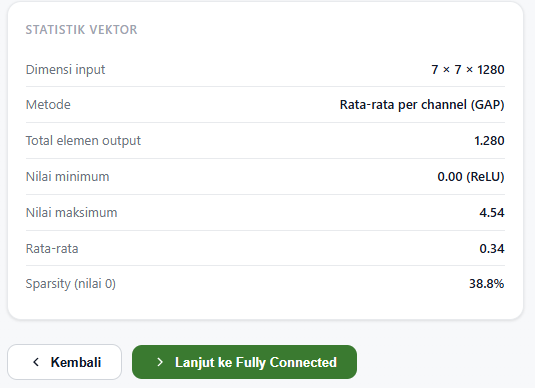 STATISTIK VEKTOR
Dimensi input 7 × 7 × 1280
Metode Rata-rata per channel (GAP)
Total elemen output 1.280
Nilai minimum 0.00 (ReLU)
Nilai maksimum 4.54
Rata-rata 0.34
Sparsity (nilai 0) 38.8%
Kembali Lanjut ke Fully Connected